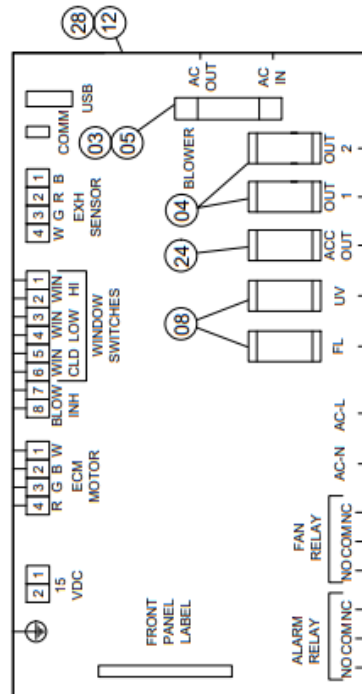 28 12
2 1
15
VDC
4 3 2 1
R G B W
ECM
MOTOR
8 7 6 5 4 3 2 1
BLOW WIN WIN WIN
INH CLD LOW HI
WINDOW
SWITCHES
4 3 2 1
W G R B
EXH
SENSOR
COMM
USB
03 05
FRONT
PANEL
LABEL
08
24
04
BLOWER
AC
OUT
AC
IN
ALARM
RELAY
NO COM NC
FAN
RELAY
NO COM NC
AC-N
AC-L
FL
UV
ACC
OUT
OUT
1
OUT
2